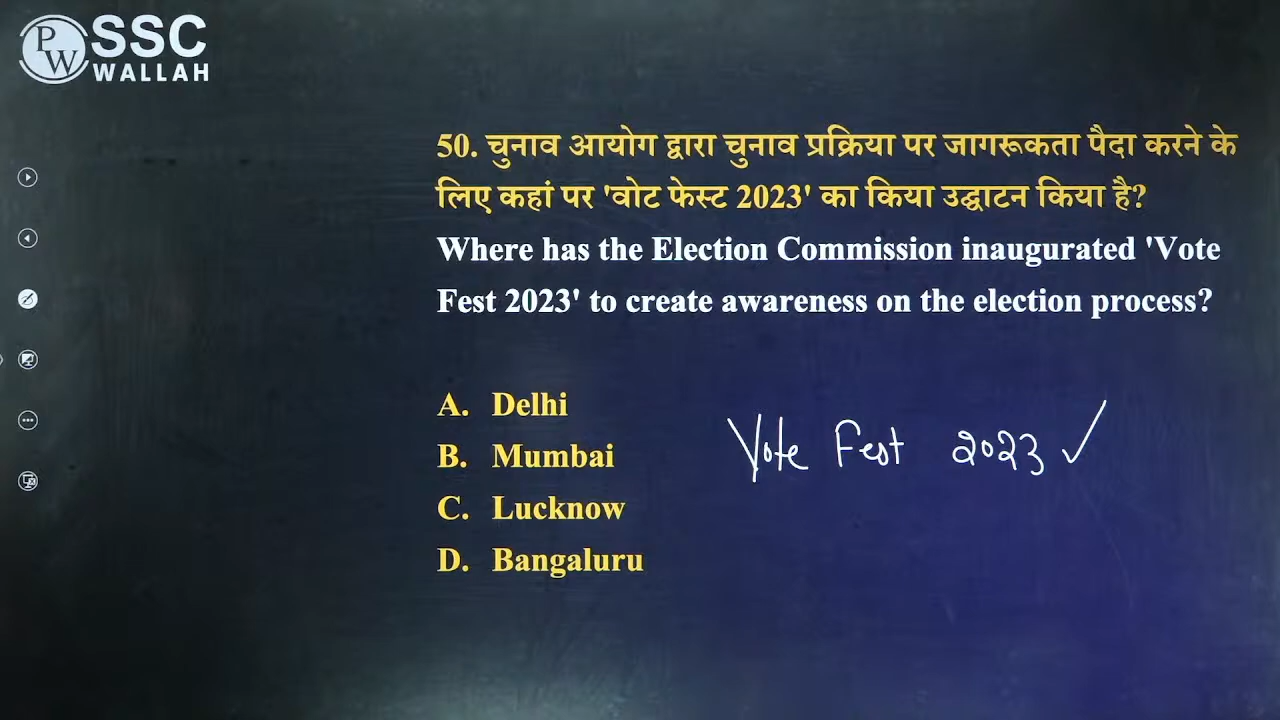 PW SSC
WALLAH
50. चुनाव आयोग द्वारा चुनाव प्रक्रिया पर जागरूकता पैदा करने के
लिए कहां पर 'वोट फेस्ट 2023' का किया उद्घाटन किया है?
Where has the Election Commission inaugurated 'Vote
Fest 2023' to create awareness on the election process?
A. Delhi
B. Mumbai
C. Lucknow
D. Bangaluru
Vote Fest 2023 ✓